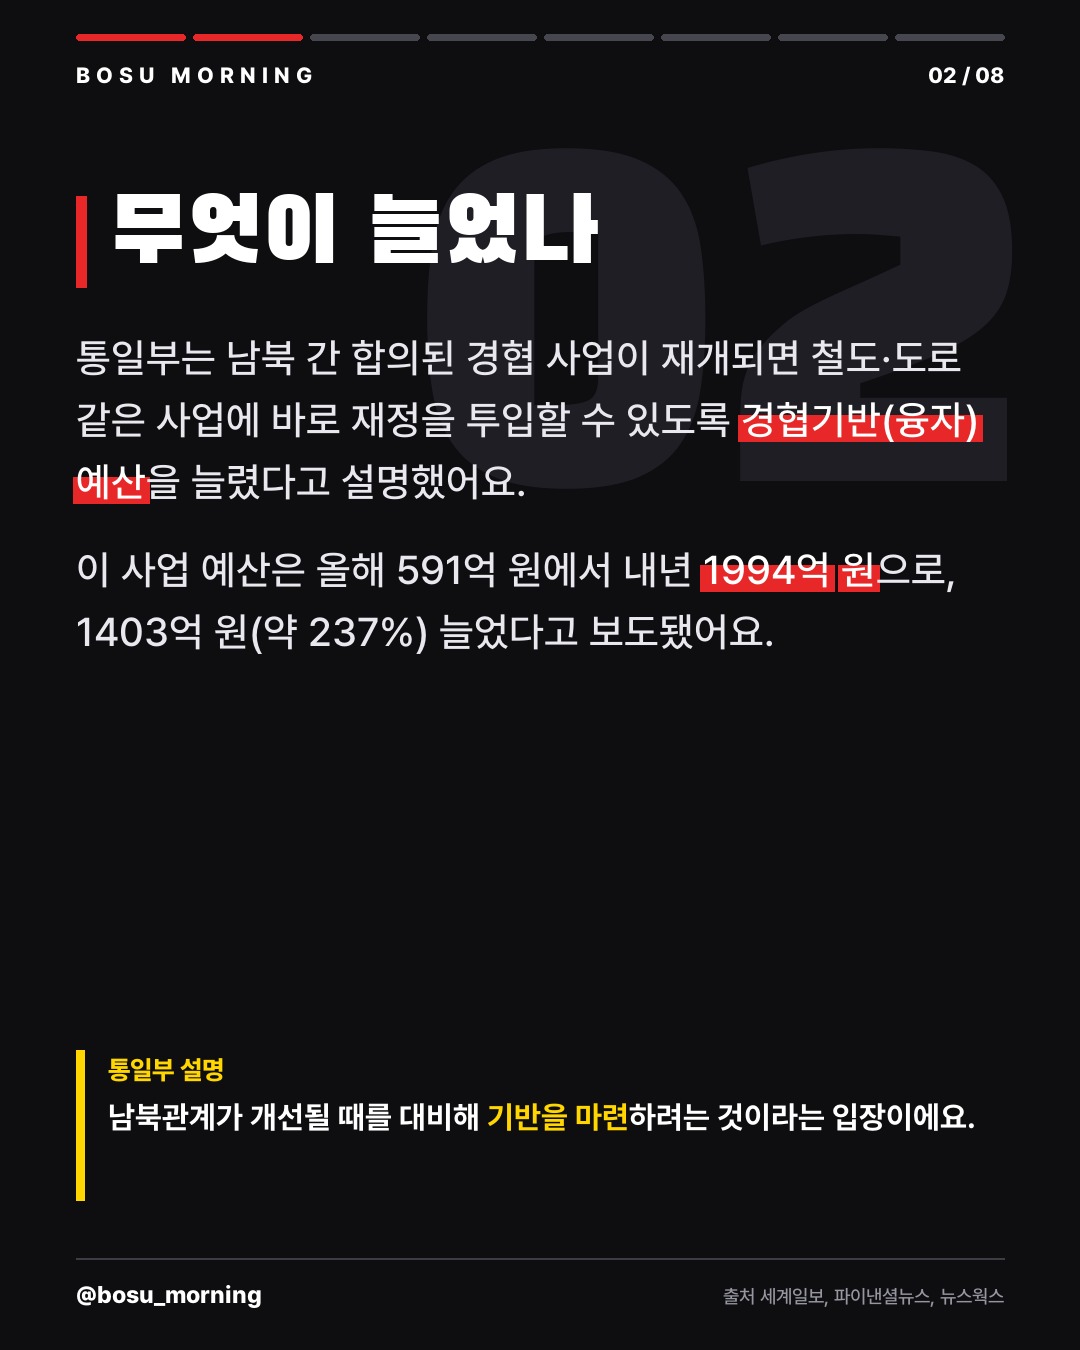 BOSU MORNING
02 / 08
02
무엇이 늘었나
통일부는 남북 간 합의된 경협 사업이 재개되면 철도·도로
같은 사업에 바로 재정을 투입할 수 있도록 경협기반(융자)
예산을 늘렸다고 설명했어요.
이 사업 예산은 올해 591억 원에서 내년 1994억 원으로,
1403억 원(약 237%) 늘었다고 보도됐어요.
통일부 설명
남북관계가 개선될 때를 대비해 기반을 마련하려는 것이라는 입장이에요.
@bosu_morning
출처 세계일보, 파이낸셜뉴스, 뉴스웍스